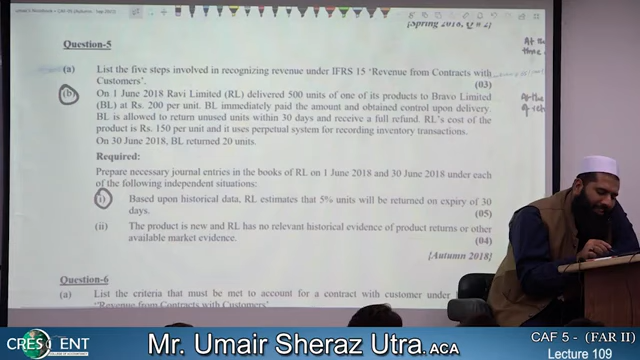 [Spring 2018, Q # 2]
Question-5
(a) List the five steps involved in recognizing revenue under IFRS 15 'Revenue from Contracts with
Customers'. (03)
(b) On 1 June 2018 Ravi Limited (RL) delivered 500 units of one of its products to Bravo Limited
(BL) at Rs. 200 per unit. BL immediately paid the amount and obtained control upon delivery.
BL is allowed to return unused units within 30 days and receive a full refund. RL's cost of the
product is Rs. 150 per unit and it uses perpetual system for recording inventory transactions.
On 30 June 2018, BL returned 20 units.
Required:
Prepare necessary journal entries in the books of RL on 1 June 2018 and 30 June 2018 under each
of the following independent situations:
(i) Based upon historical data, RL estimates that 5% units will be returned on expiry of 30
days. (05)
(ii) The product is new and RL has no relevant historical evidence of product returns or other
available market evidence. (04)
[Autumn 2018]
Question-6
(a) List the criteria that must be met to account for a contract with customer under
'Revenue from Contracts with Customers'
CRESCENT
Mr. Umair Sheraz Utra. ACA
CAF 5 - (FAR II)
Lecture 109